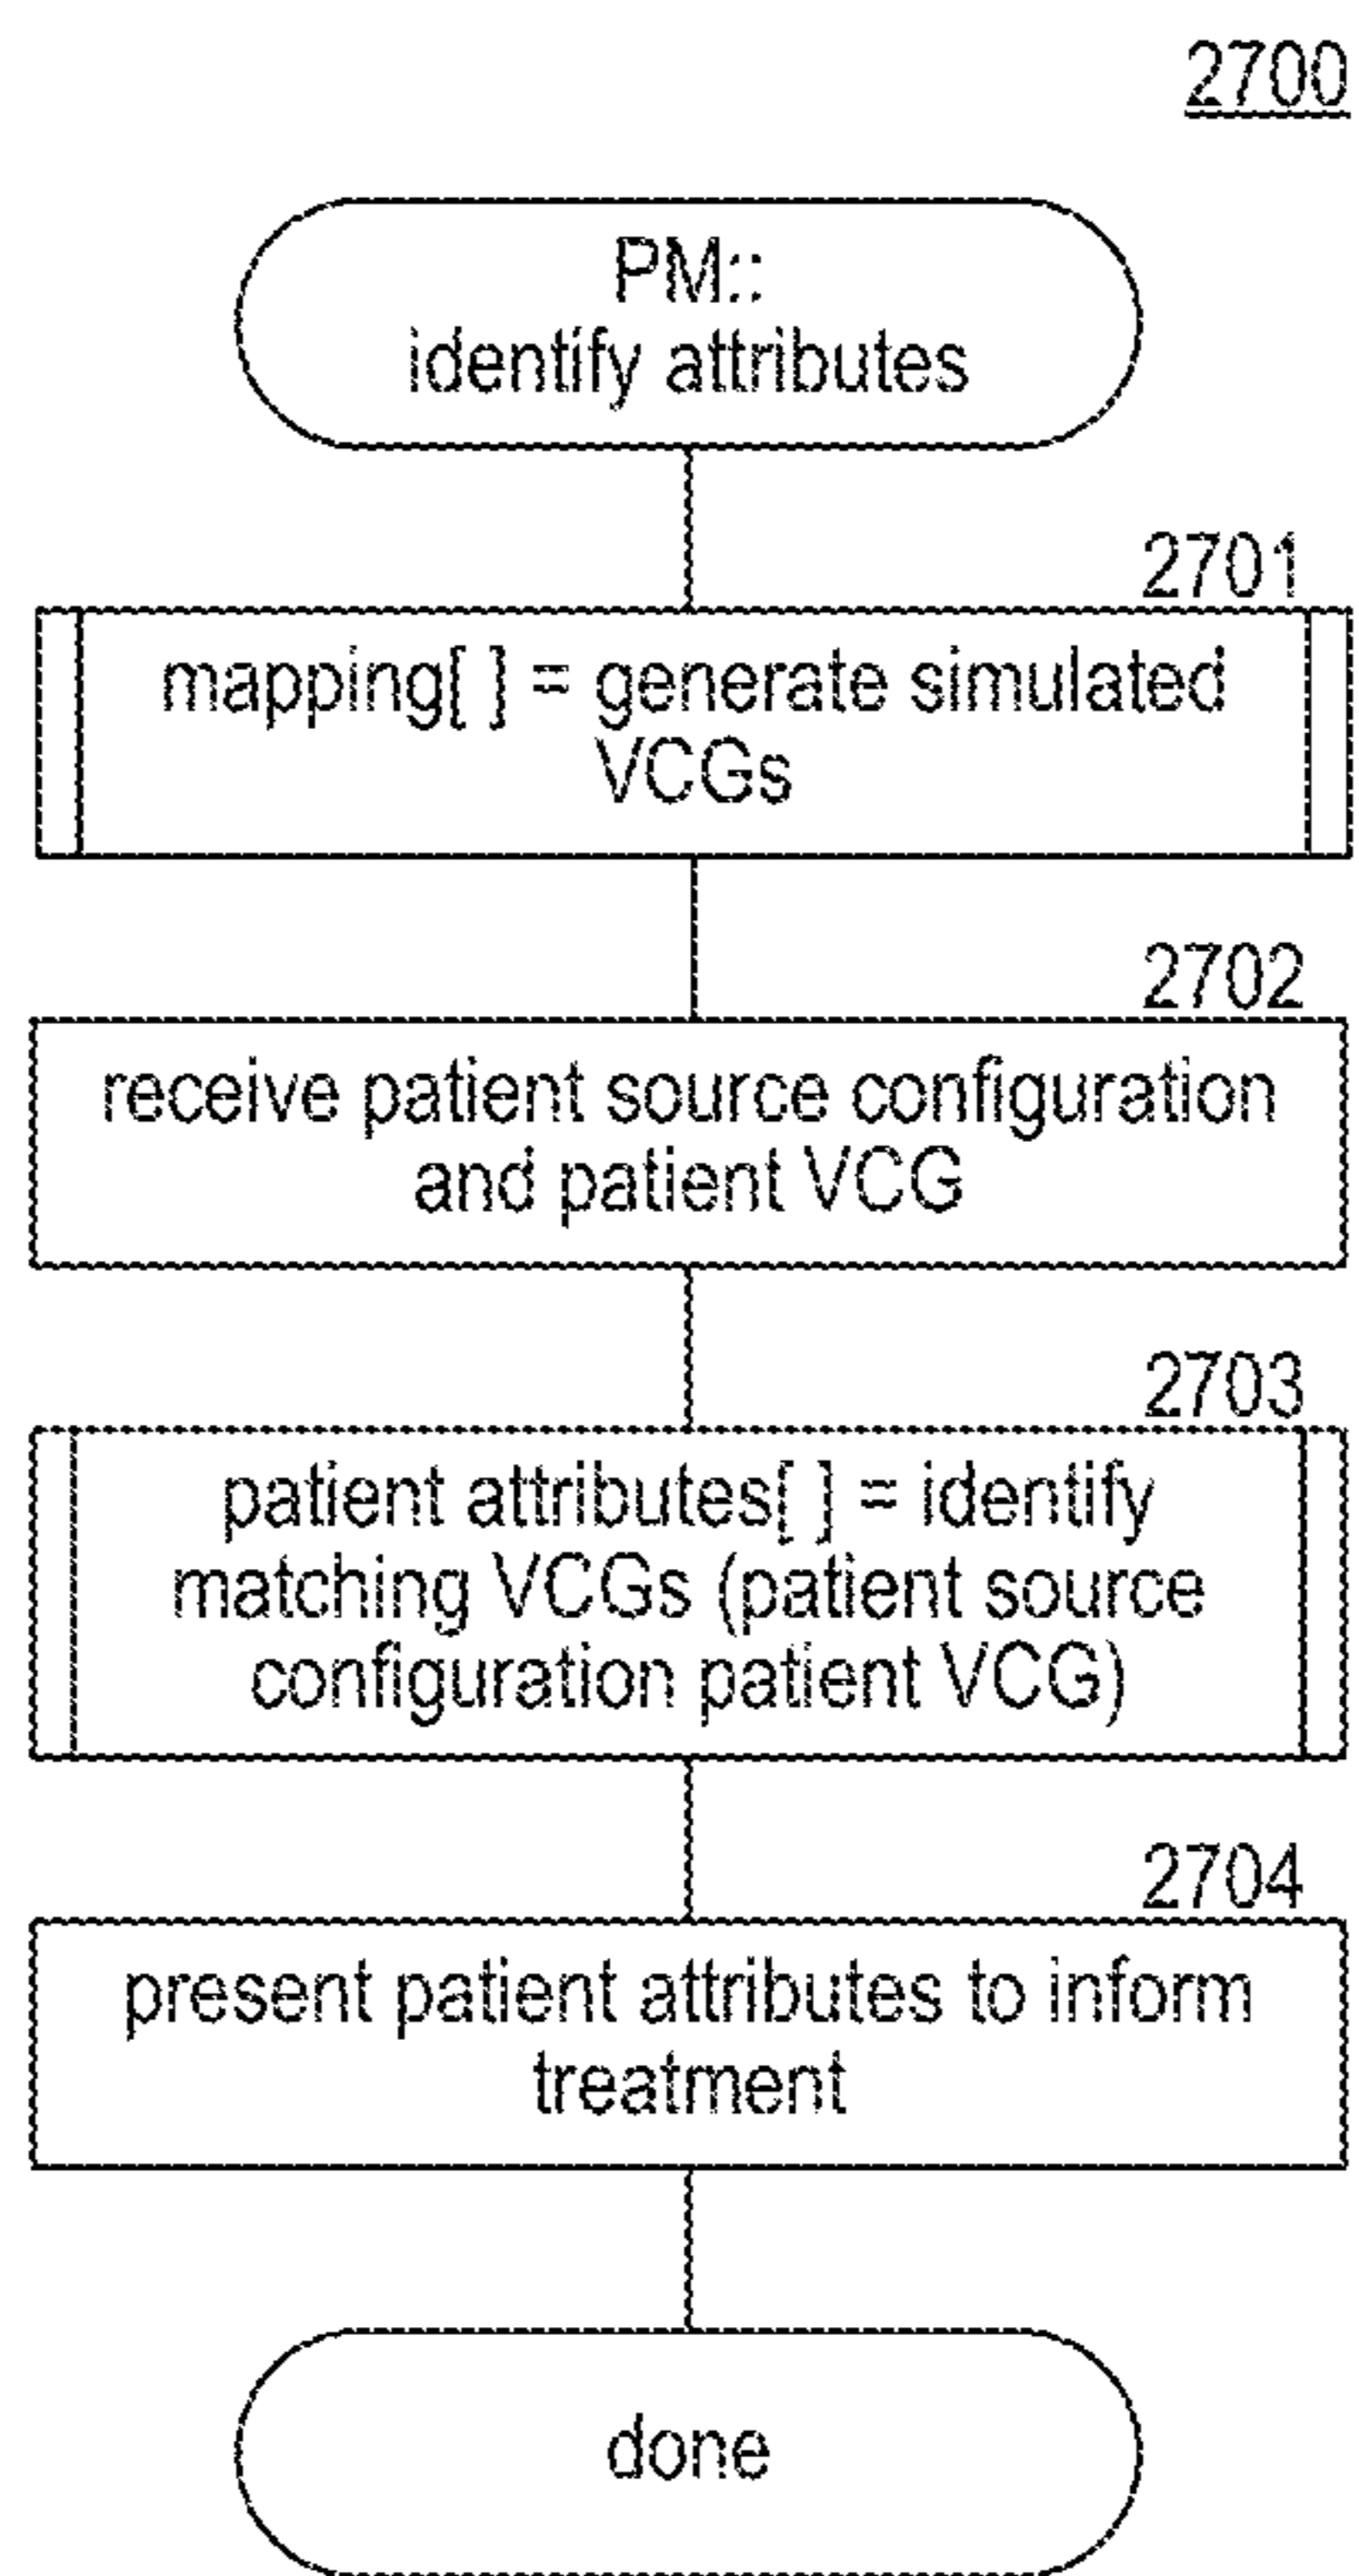 2700
PM::
identify attributes
2701
mapping[ ] = generate simulated
VCGs
2702
receive patient source configuration
and patient VCG
2703
patient attributes[ ] = identify
matching VCGs (patient source
configuration patient VCG)
2704
present patient attributes to inform
treatment
done